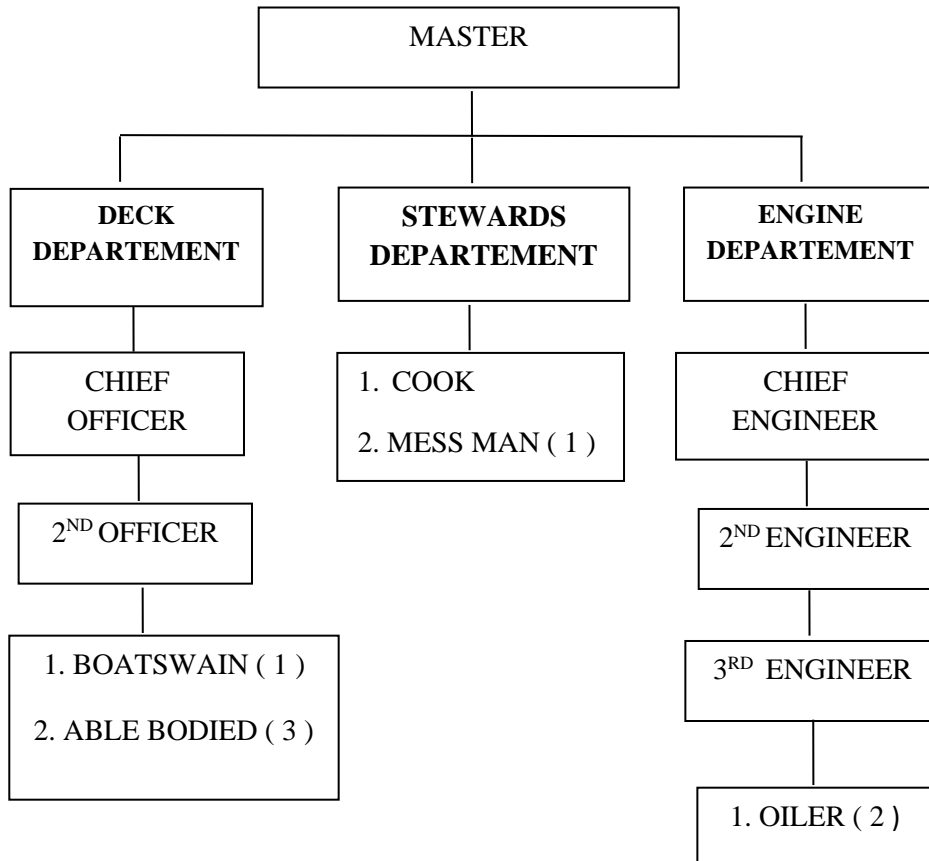 MASTER
DECK
DEPARTEMENT
STEWARDS
DEPARTEMENT
ENGINE
DEPARTEMENT
CHIEF
OFFICER
1. COOK
2. MESS MAN ( 1 )
CHIEF
ENGINEER
2ND OFFICER
2ND ENGINEER
1. BOATSWAIN ( 1 )
2. ABLE BODIED ( 3 )
3RD ENGINEER
1. OILER ( 2 )